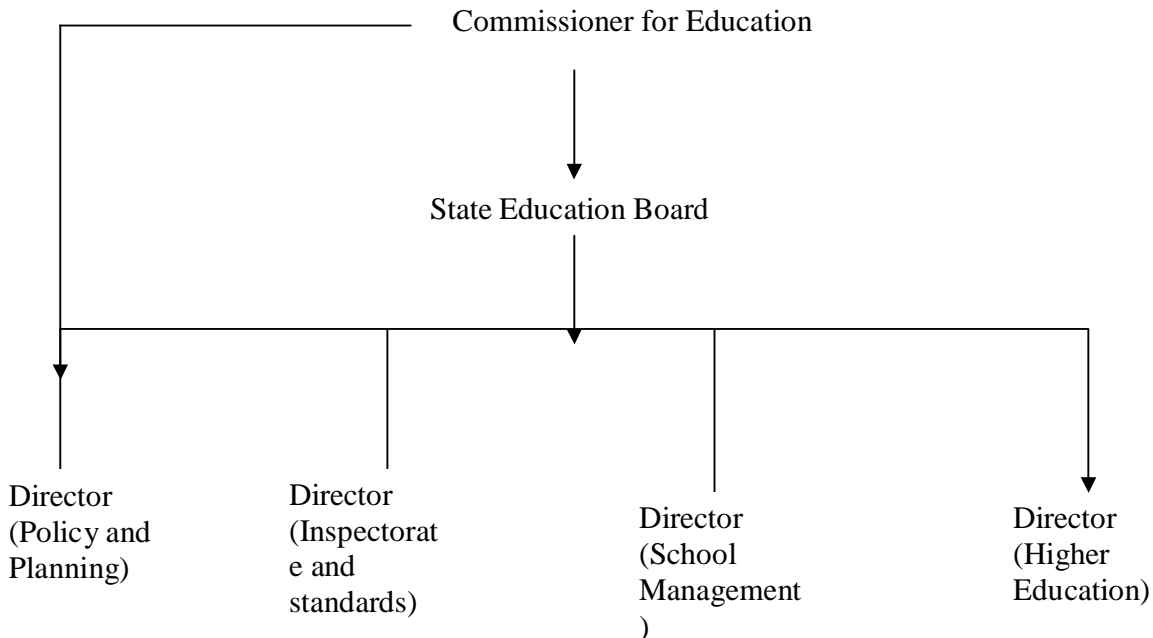 Commissioner for Education
State Education Board
Director
(Policy and
Planning)
Director
(Inspectorat
e and
standards)
Director
(School
Management
)
Director
(Higher
Education)